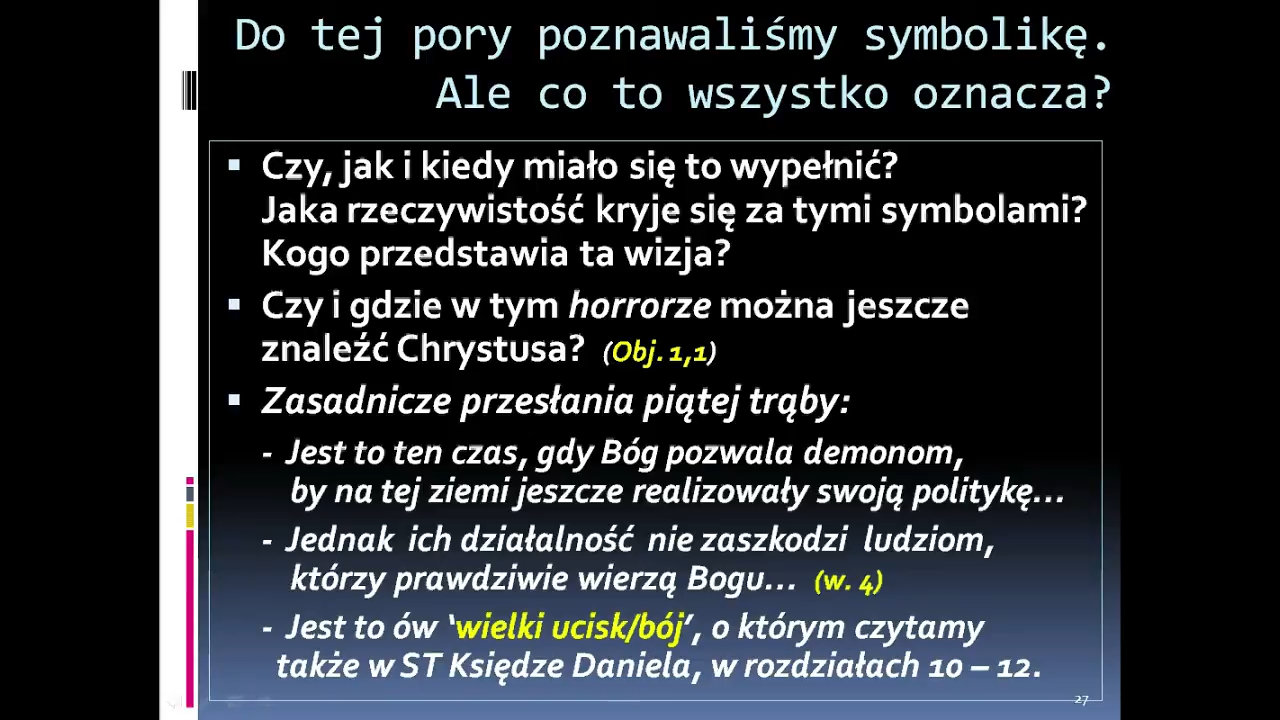 Do tej pory poznawaliśmy symbolikę.
Ale co to wszystko oznacza?
Czy, jak i kiedy miało się to wypełnić?
Jaka rzeczywistość kryje się za tymi symbolami?
Kogo przedstawia ta wizja?
Czy i gdzie w tym horrorze można jeszcze
znaleźć Chrystusa? (Obj. 1,1)
Zasadnicze przesłania piątej trąby:
- Jest to ten czas, gdy Bóg pozwala demonom,
by na tej ziemi jeszcze realizowały swoją politykę...
- Jednak ich działalność nie zaszkodzi ludziom,
którzy prawdziwie wierzą Bogu... (w. 4)
- Jest to ów ‘wielki ucisk/bój’, o którym czytamy
także w ST Księdze Daniela, w rozdziałach 10 – 12.
27